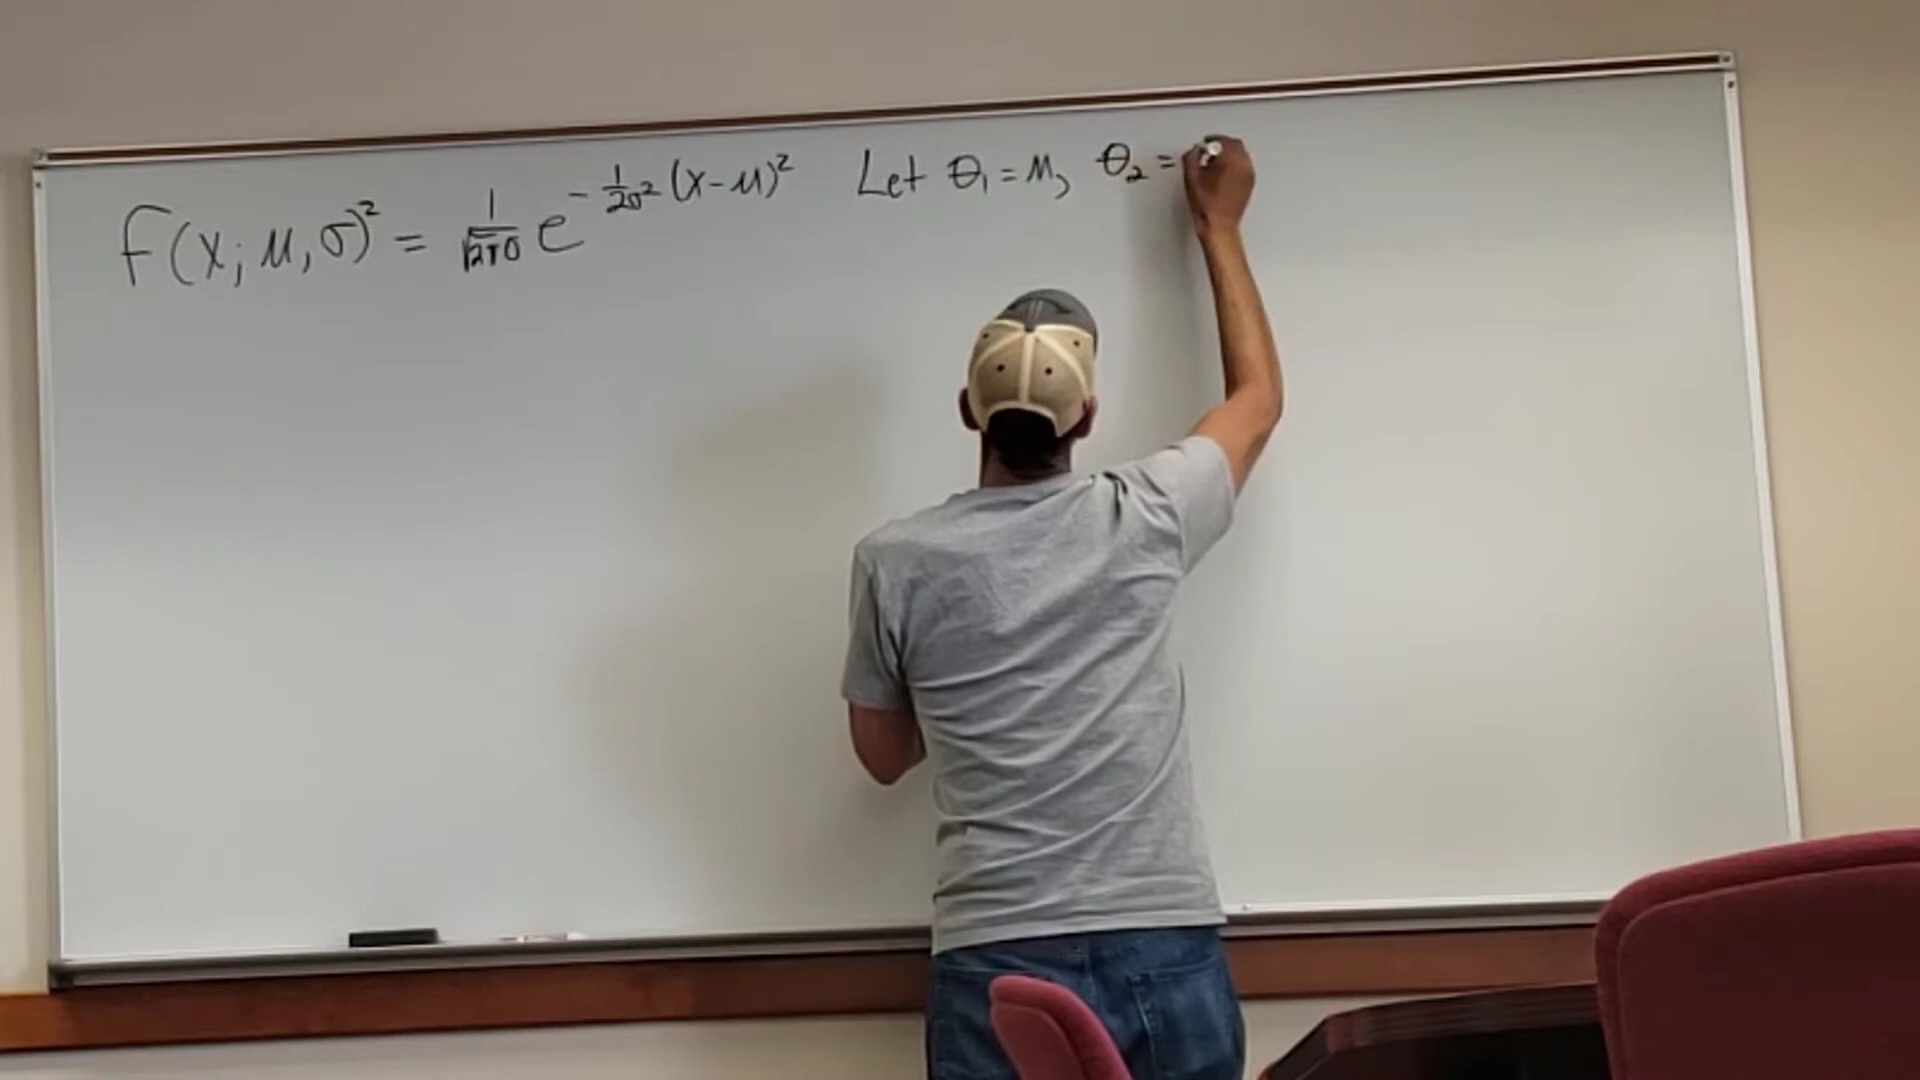 f(x; μ, σ)² = 1/√2πσ e^(-1/2σ² (x-μ)²) Let θ₁ = μ, θ₂ =